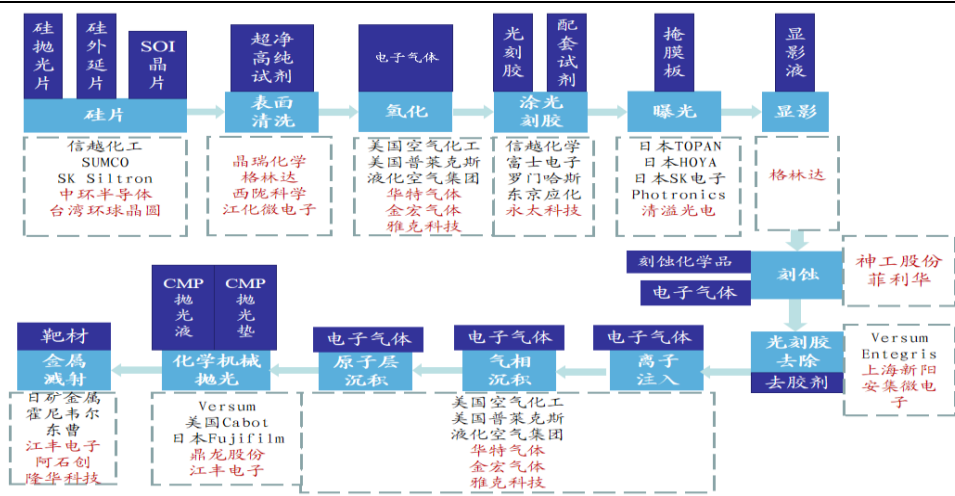 硅抛光片
硅外延片
SOI
晶片
硅片
信越化工
SUMCO
SK Siltron
中环半导体
台湾环球晶圆
超净
高纯
试剂
表面
清洗
晶瑞化学
格林达
西陇科学
江化微电子
电子气体
氧化
美国空气化工
美国普莱克斯
液化空气集团
华特气体
金宏气体
雅克科技
光刻胶
配套试剂
涂光
刻胶
信越化学
富士电子
罗门哈斯
东京应化
永太科技
掩膜板
曝光
日本TOPAN
日本HOYA
日本SK电子
Photronics
清溢光电
显影液
显影
格林达
刻蚀化学品
电子气体
刻蚀
神工股份
菲利华
光刻胶
去除
去胶剂
Versum
Entegris
上海新阳
安集微电
子
电子气体
离子
注入
电子气体
气相
沉积
电子气体
原子层
沉积
美国空气化工
美国普莱克斯
液化空气集团
华特气体
金宏气体
雅克科技
CMP
抛光液
CMP
抛光垫
化学机械
抛光
Versum
美国Cabot
日本Fujifilm
鼎龙股份
江丰电子
靶材
金属
溅射
日矿金属
霍尼韦尔
东曹
江丰电子
阿石创
隆华科技